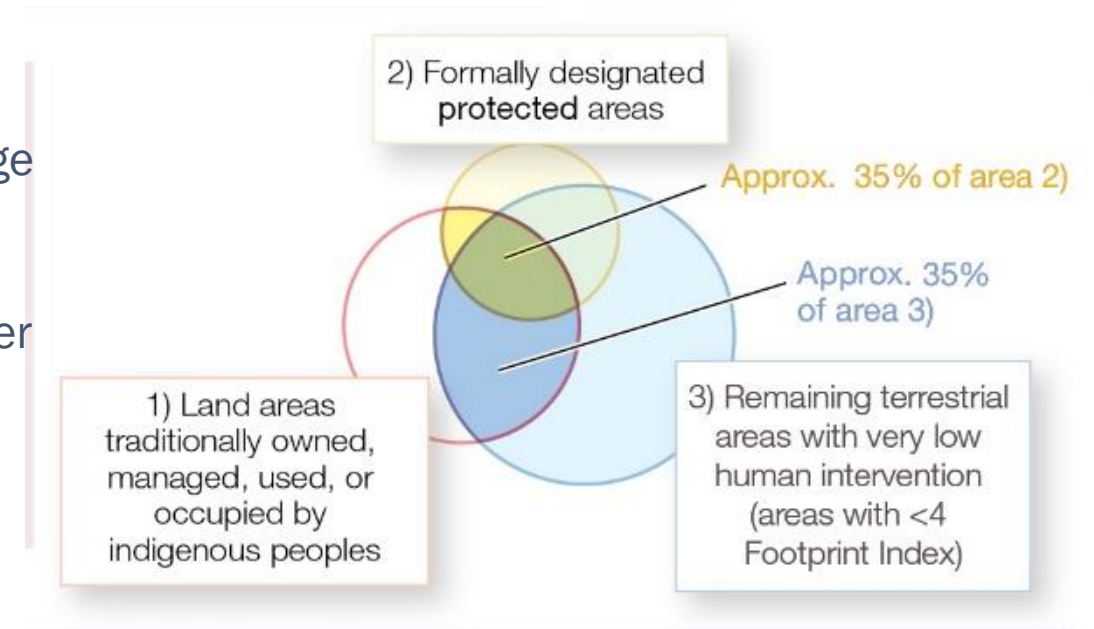 2) Formally designated
protected areas
ge
Approx. 35% of area 2)
Approx. 35%
of area 3)
er
1) Land areas
traditionally owned,
managed, used, or
occupied by
indigenous peoples
3) Remaining terrestrial
areas with very low
human intervention
(areas with <4
Footprint Index)